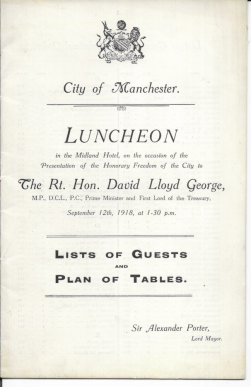 City of Manchester.
LUNCHEON
in the Midland Hotel, on the occasion of the
Presentation of the Honorary Freedom of the City to
The Rt. Hon. David Lloyd George,
M.P., D.C.L., P.C., Prime Minister and First Lord of the Treasury,
September 12th, 1918, at 1-30 p.m.
LISTS OF GUESTS
AND
PLAN OF TABLES.
Sir Alexander Porter,
Lord Mayor.